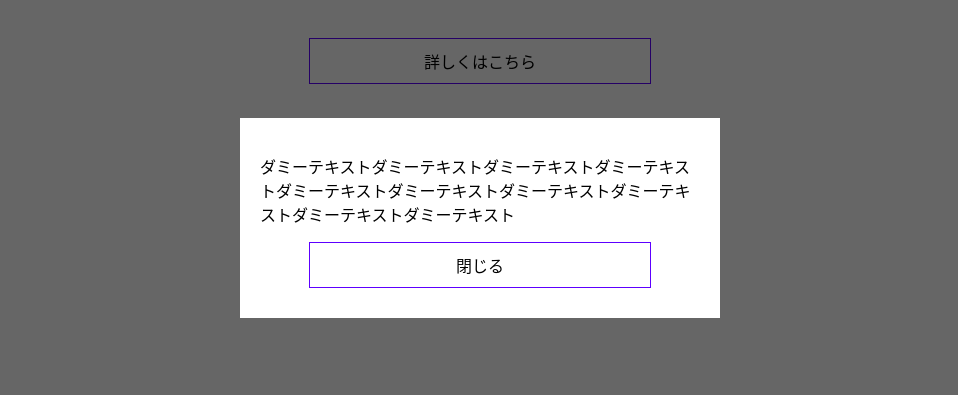 詳しくはこちら
ダミーテキストダミーテキストダミーテキストダミーテキス
トダミーテキストダミーテキストダミーテキストダミーテキ
ストダミーテキストダミーテキスト
閉じる